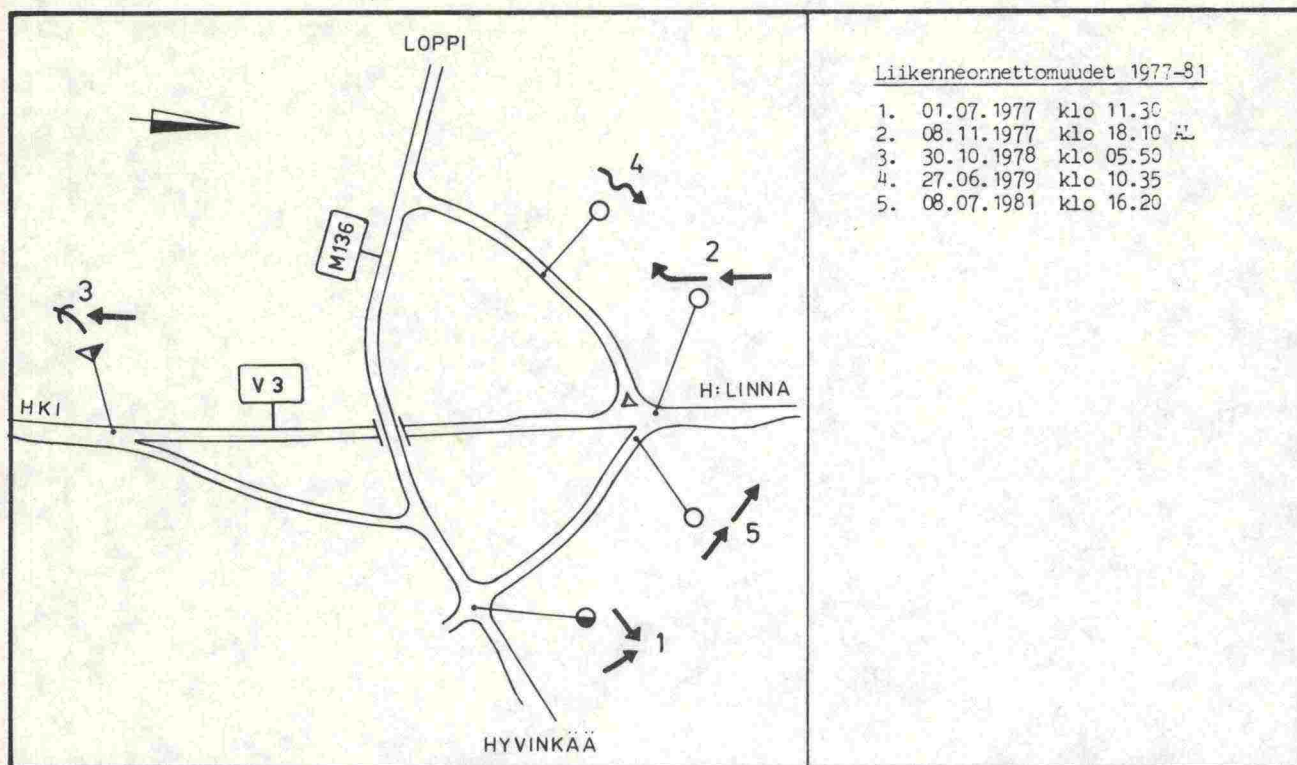 LOPPI
4
M136
2
3
V 3
HKI
H:LINNA
5
1
HYVINKÄÄ
Liikenneonnettomuudet 1977-81
1. 01.07.1977 klo 11.30
2. 08.11.1977 klo 18.10 ÄL
3. 30.10.1978 klo 05.50
4. 27.06.1979 klo 10.35
5. 08.07.1981 klo 16.20